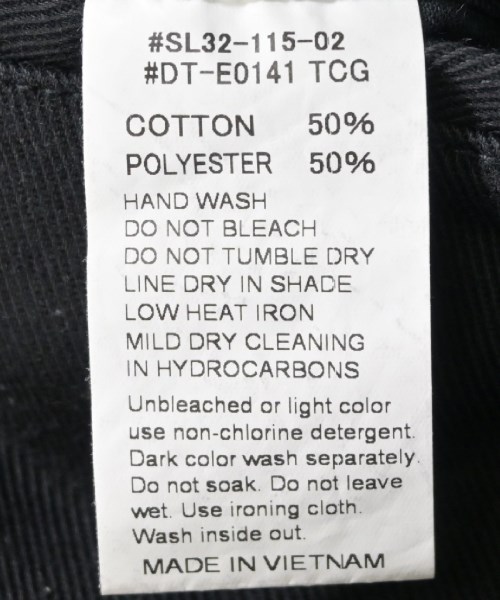 #SL32-115-02
#DT-E0141 TCG
COTTON 50%
POLYESTER 50%
HAND WASH
DO NOT BLEACH
DO NOT TUMBLE DRY
LINE DRY IN SHADE
LOW HEAT IRON
MILD DRY CLEANING
IN HYDROCARBONS
Unbleached or light color
use non-chlorine detergent.
Dark color wash separately.
Do not soak. Do not leave
wet. Use ironing cloth.
Wash inside out.
MADE IN VIETNAM